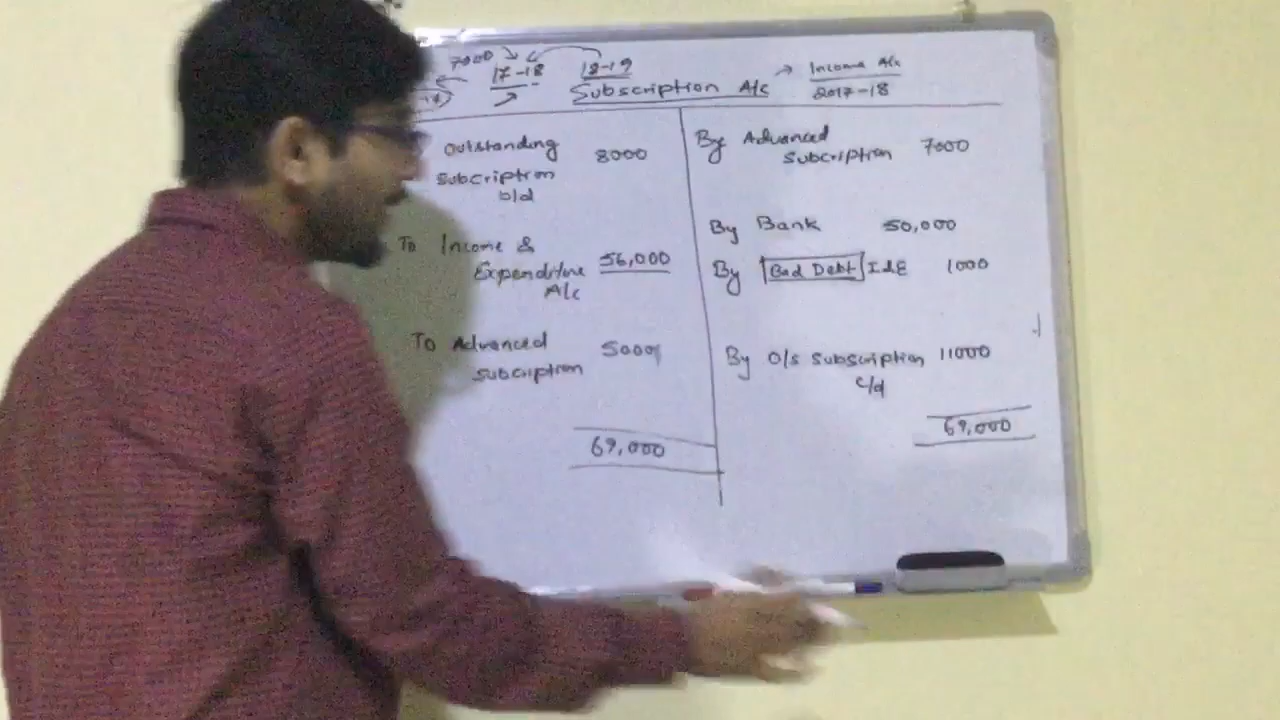 7000 17-18 18-19
Subscription A/c → Income A/c
2017-18
Outstanding 8000
subscription
b/d
To Income &
Expenditure 56,000
A/c
To Advanced 5000
subscription
69,000
By Advanced
Subcription 7000
By Bank 50,000
By Bad Debt I&E 1000
By O/s Subscription 11000
c/d
69,000